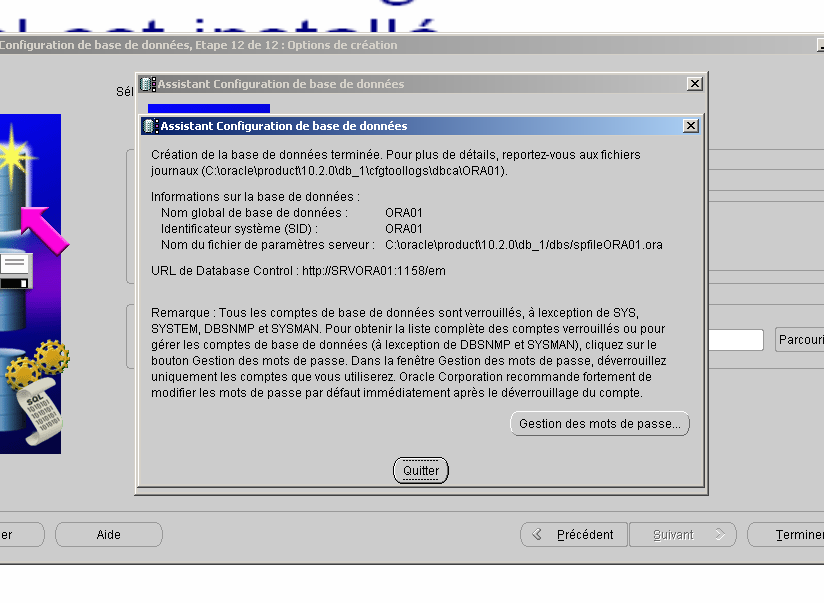 est installé
Configuration de base de données, Etape 12 de 12 : Options de création
Sél
Assistant Configuration de base de données
Assistant Configuration de base de données
Création de la base de données terminée. Pour plus de détails, reportez-vous aux fichiers
journaux (C:\oracle\product\10.2.0\db_1\cfgtoollogs\dbca\ORA01).
Informations sur la base de données :
Nom global de base de données : ORA01
Identificateur système (SID) : ORA01
Nom du fichier de paramètres serveur : C:\oracle\product\10.2.0\db_1/dbs/spfileORA01.ora
URL de Database Control : http://SRVORA01:1158/em
Remarque : Tous les comptes de base de données sont verrouillés, à lexception de SYS,
SYSTEM, DBSNMP et SYSMAN. Pour obtenir la liste complète des comptes verrouillés ou pour
gérer les comptes de base de données (à lexception de DBSNMP et SYSMAN), cliquez sur le
bouton Gestion des mots de passe. Dans la fenêtre Gestion des mots de passe, déverrouillez
uniquement les comptes que vous utiliserez. Oracle Corporation recommande fortement de
modifier les mots de passe par défaut immédiatement après le déverrouillage du compte.
Parcouri
Gestion des mots de passe...
SQL
Quitter
er
Aide
Précédent
Suivant
Terminer